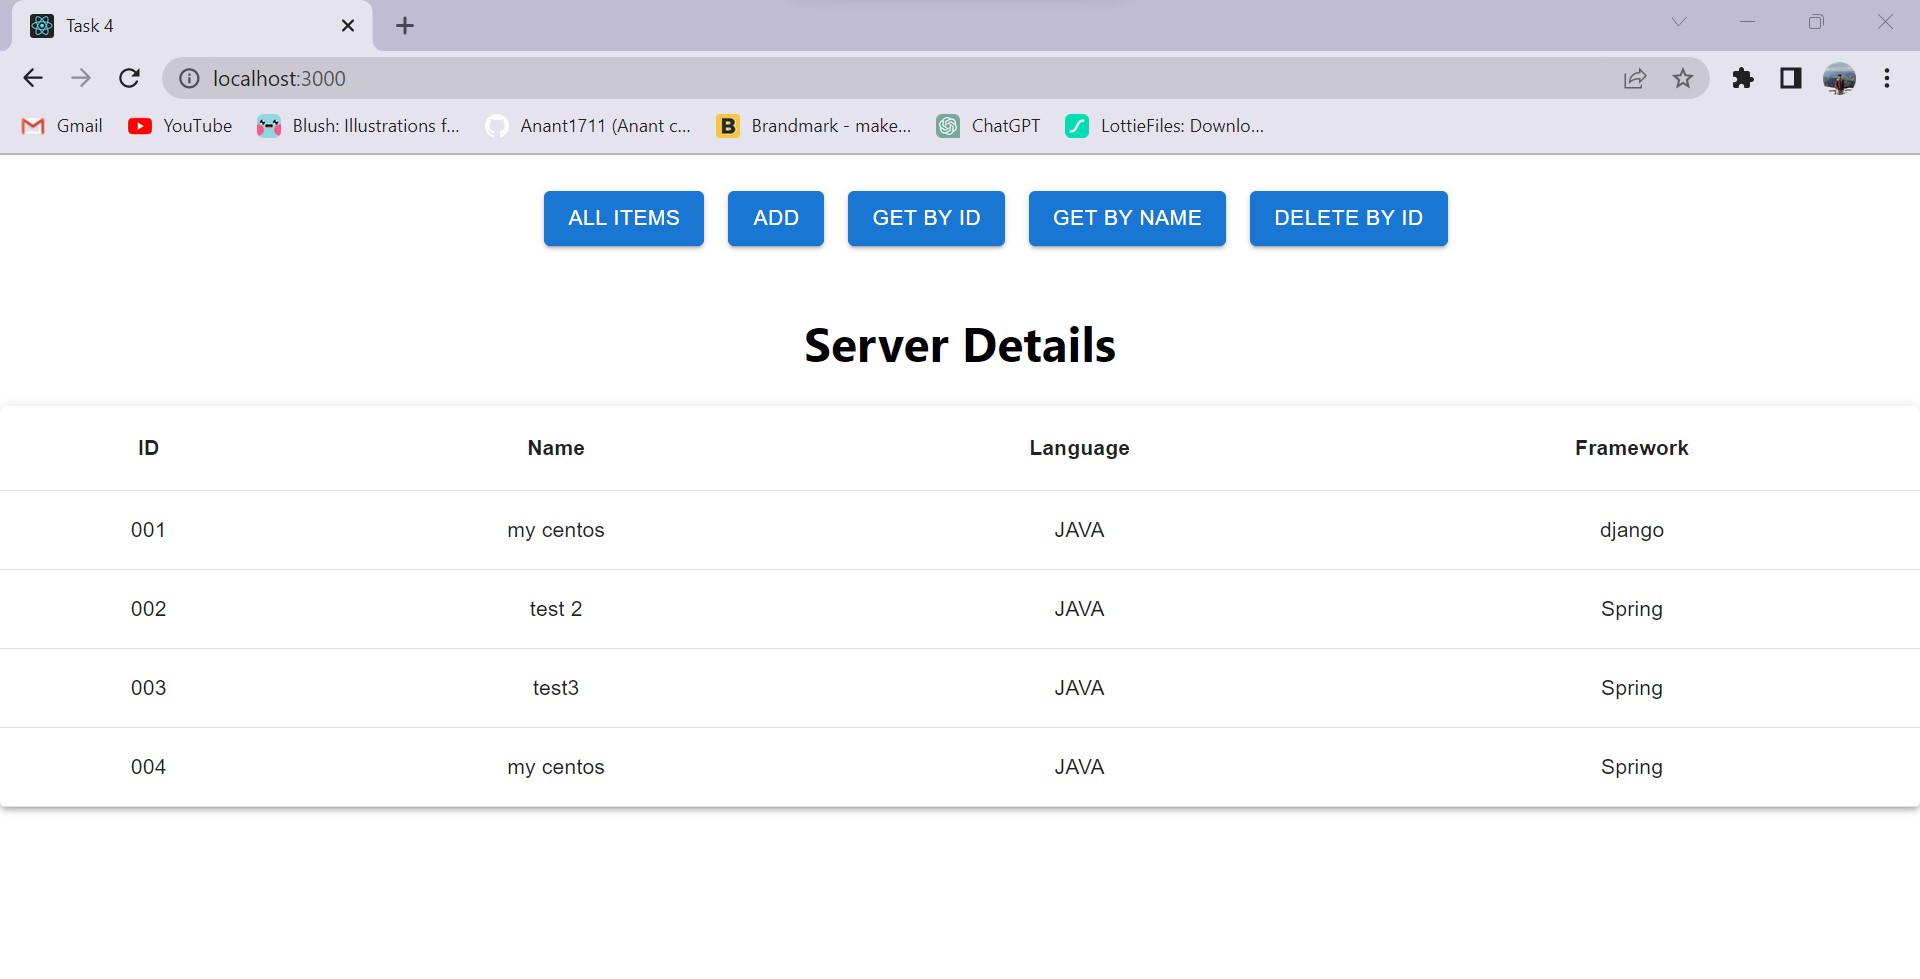 Task 4
localhost:3000
Gmail YouTube Blush: Illustrations f... Anant1711 (Anant c... B Brandmark - make... ChatGPT LottieFiles: Downlo...
ALL ITEMS ADD GET BY ID GET BY NAME DELETE BY ID
Server Details
ID Name Language Framework
001 my centos JAVA django
002 test 2 JAVA Spring
003 test3 JAVA Spring
004 my centos JAVA Spring